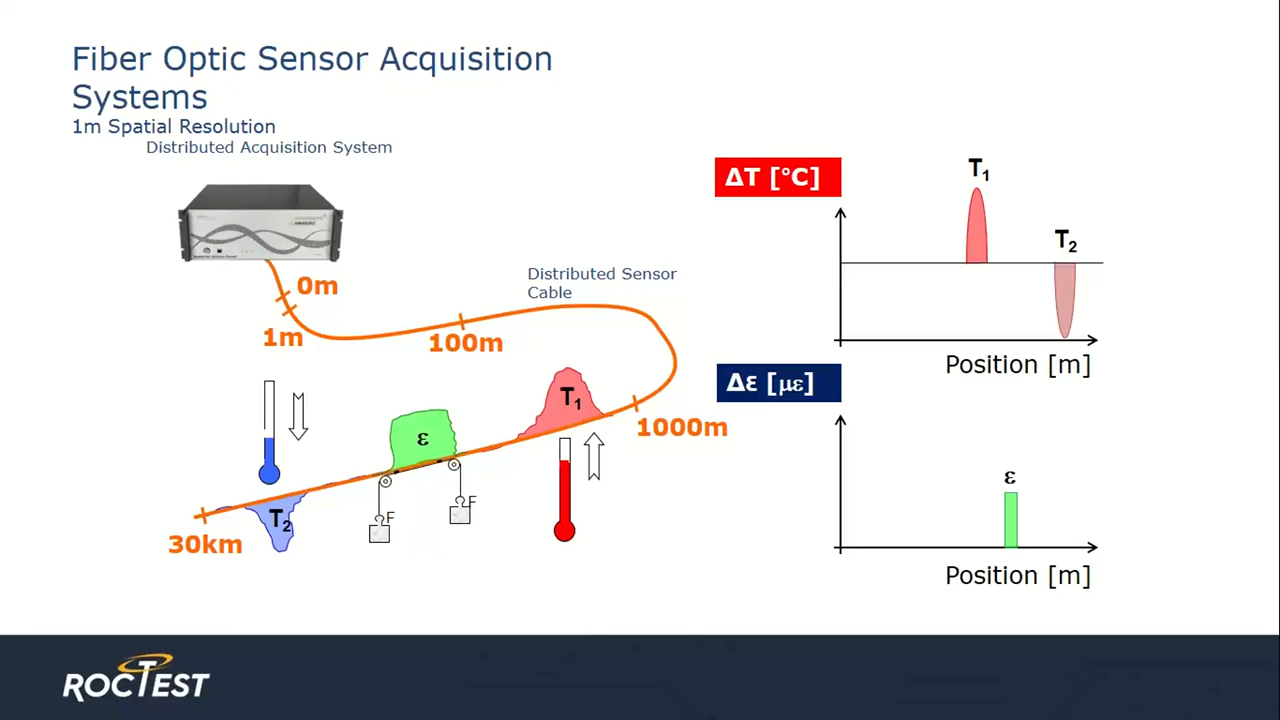 Fiber Optic Sensor Acquisition
Systems
1m Spatial Resolution
Distributed Acquisition System
0m
1m
100m
Distributed Sensor
Cable
1000m
T1
ε
F
F
T2
30km
ΔT [°C]
T1
T2
Position [m]
Δε [με]
ε
Position [m]
ROCTEST